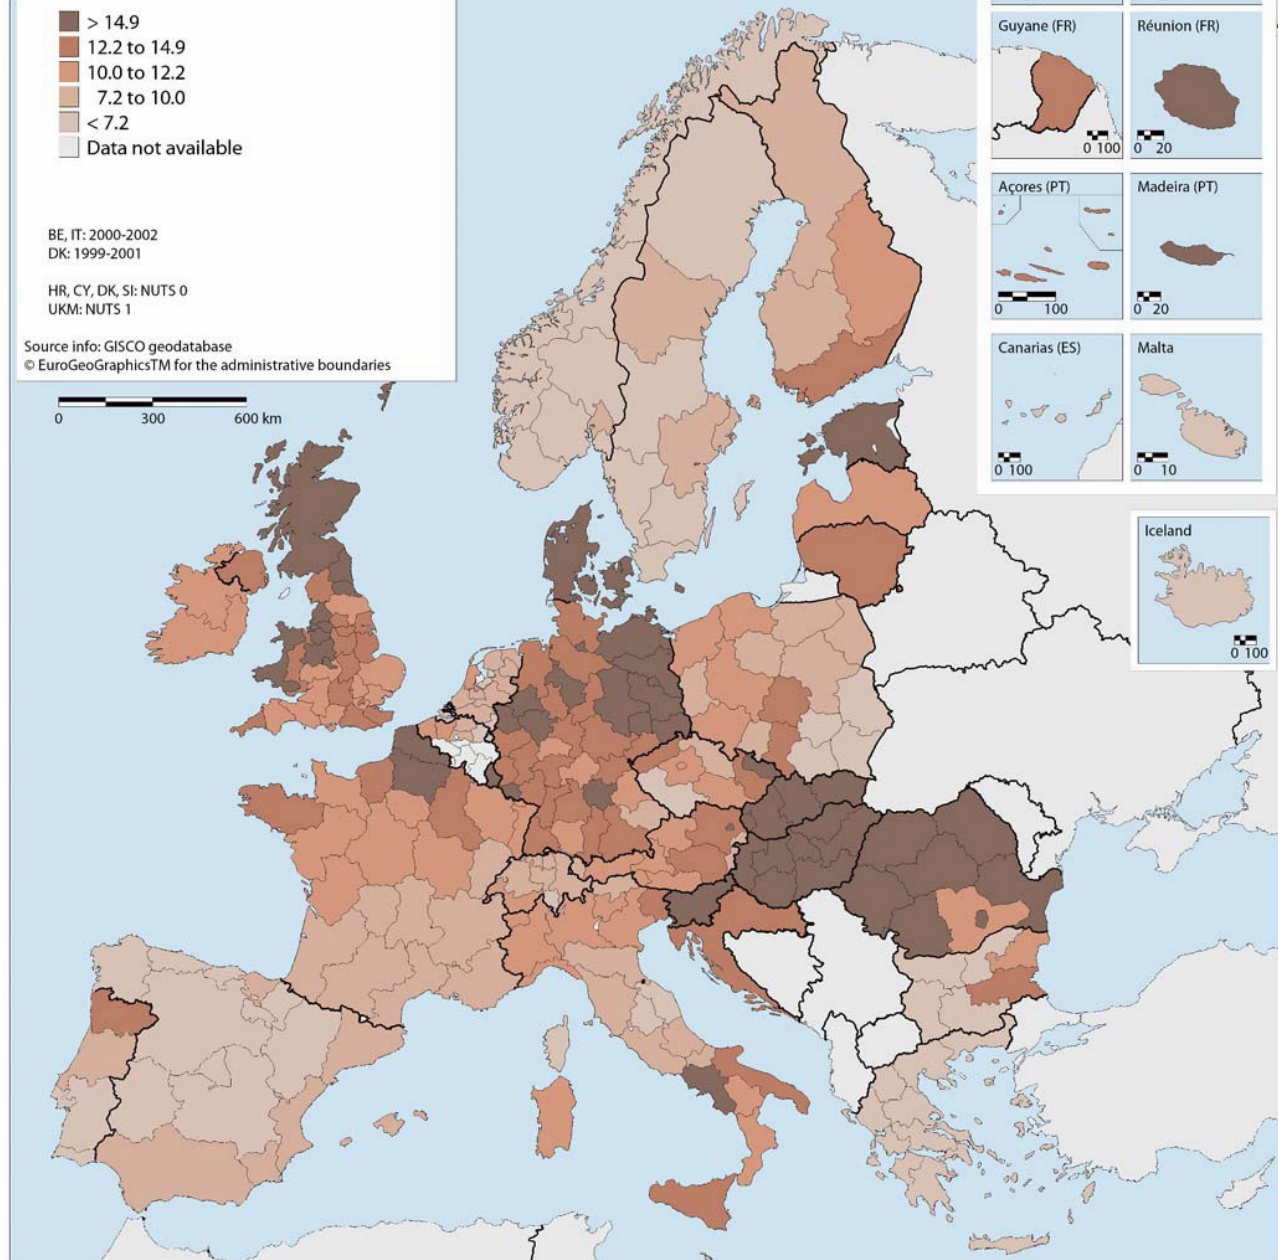 > 14.9
12.2 to 14.9
10.0 to 12.2
7.2 to 10.0
< 7.2
Data not available
BE, IT: 2000-2002
DK: 1999-2001
HR, CY, DK, SI: NUTS 0
UKM: NUTS 1
Source info: GISCO geodatabase
© EuroGeoGraphicsTM for the administrative boundaries
0 300 600 km
Guyane (FR)
0 100
Réunion (FR)
0 20
Açores (PT)
0 100
Madeira (PT)
0 20
Canarias (ES)
0 100
Malta
0 10
Iceland
0 100